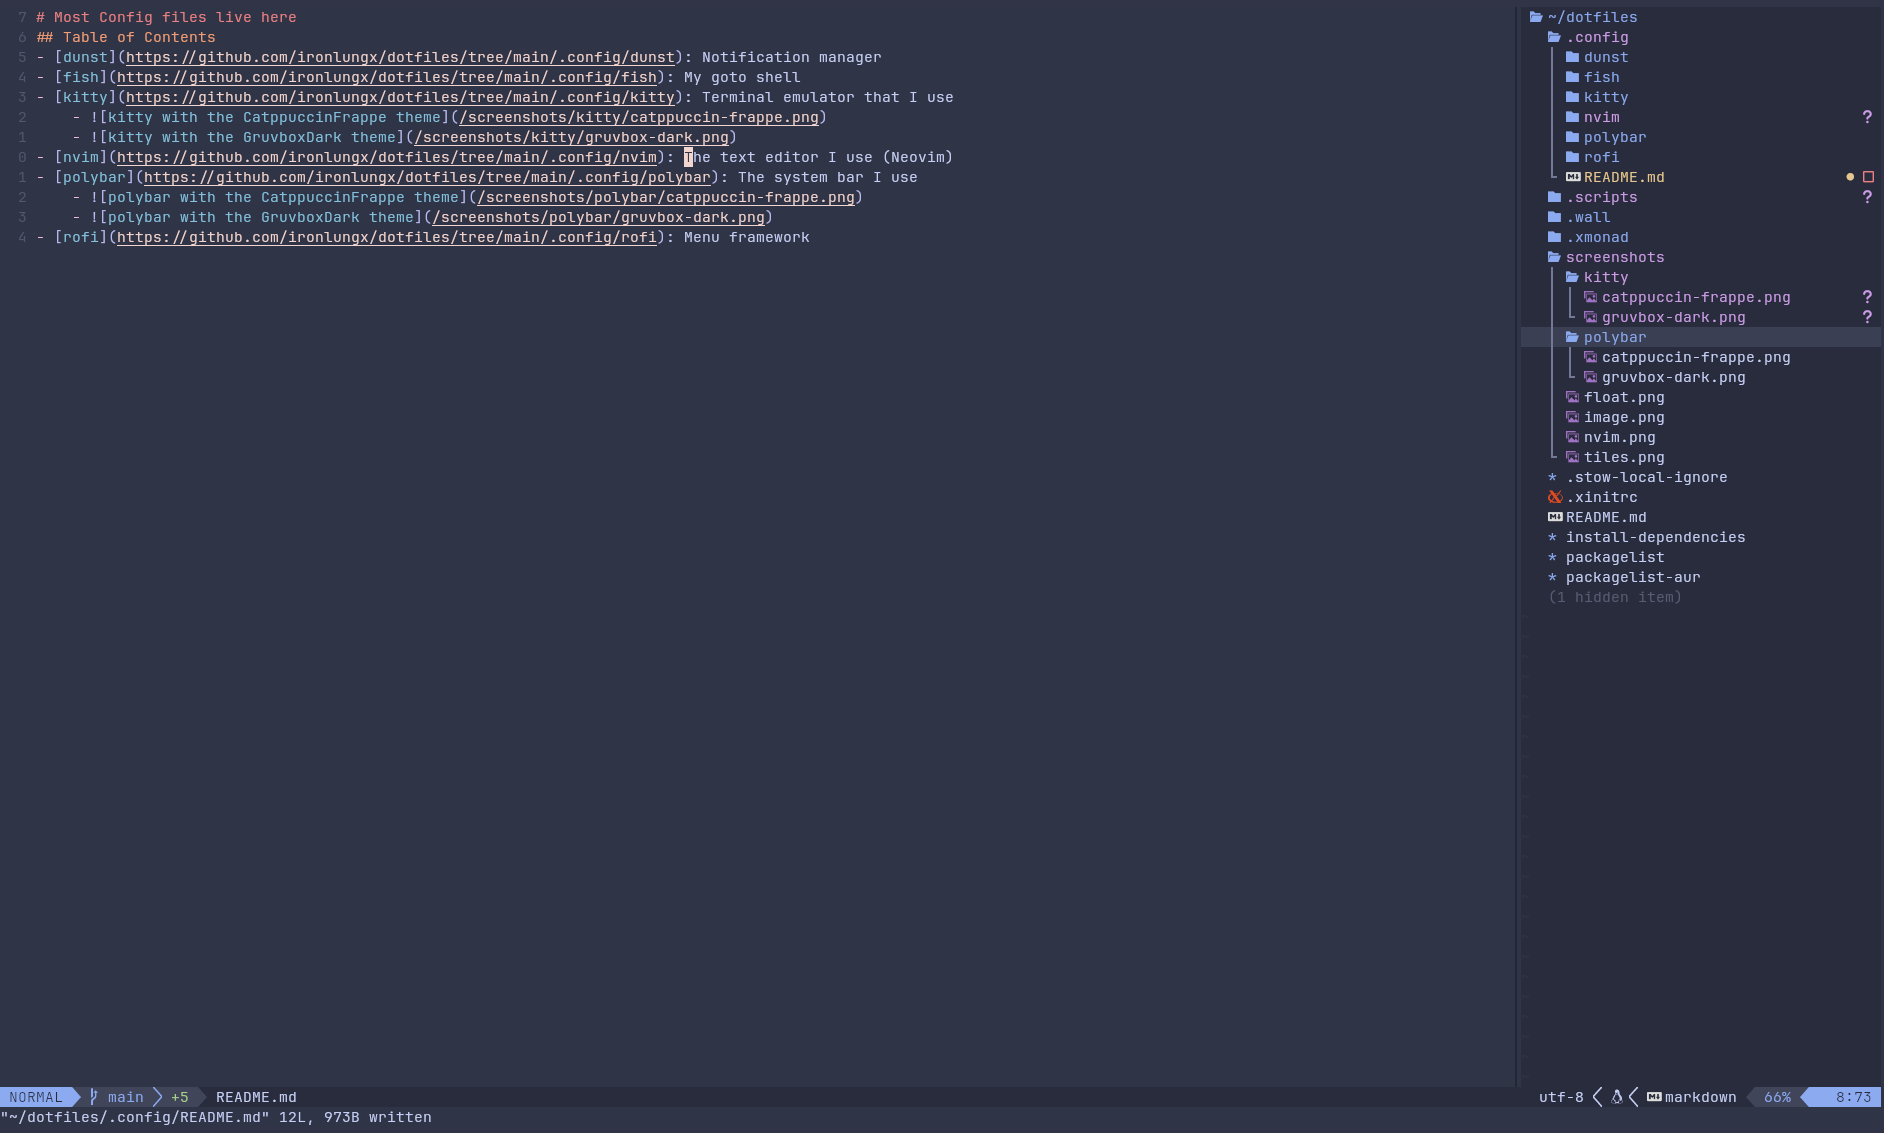 7 # Most Config files live here
6 ## Table of Contents
5 - [dunst](https://github.com/ironlungx/dotfiles/tree/main/.config/dunst): Notification manager
4 - [fish](https://github.com/ironlungx/dotfiles/tree/main/.config/fish): My goto shell
3 - [kitty](https://github.com/ironlungx/dotfiles/tree/main/.config/kitty): Terminal emulator that I use
2     - ![kitty with the CatppuccinFrappe theme](/screenshots/kitty/catppuccin-frappe.png)
1     - ![kitty with the GruvboxDark theme](/screenshots/kitty/gruvbox-dark.png)
0 - [nvim](https://github.com/ironlungx/dotfiles/tree/main/.config/nvim): The text editor I use (Neovim)
1 - [polybar](https://github.com/ironlungx/dotfiles/tree/main/.config/polybar): The system bar I use
2     - ![polybar with the CatppuccinFrappe theme](/screenshots/polybar/catppuccin-frappe.png)
3     - ![polybar with the GruvboxDark theme](/screenshots/polybar/gruvbox-dark.png)
4 - [rofi](https://github.com/ironlungx/dotfiles/tree/main/.config/rofi): Menu framework
~/dotfiles
.config
dunst
fish
kitty
nvim ?
polybar
rofi
README.md
.scripts ?
.wall
.xmonad
screenshots
kitty
catppuccin-frappe.png ?
gruvbox-dark.png ?
polybar
catppuccin-frappe.png
gruvbox-dark.png
float.png
image.png
nvim.png
tiles.png
* .stow-local-ignore
.xinitrc
README.md
* install-dependencies
* packagelist
* packagelist-aur
(1 hidden item)
NORMAL main +5 README.md utf-8 markdown 66% 8:73
"~/dotfiles/.config/README.md" 12L, 973B written